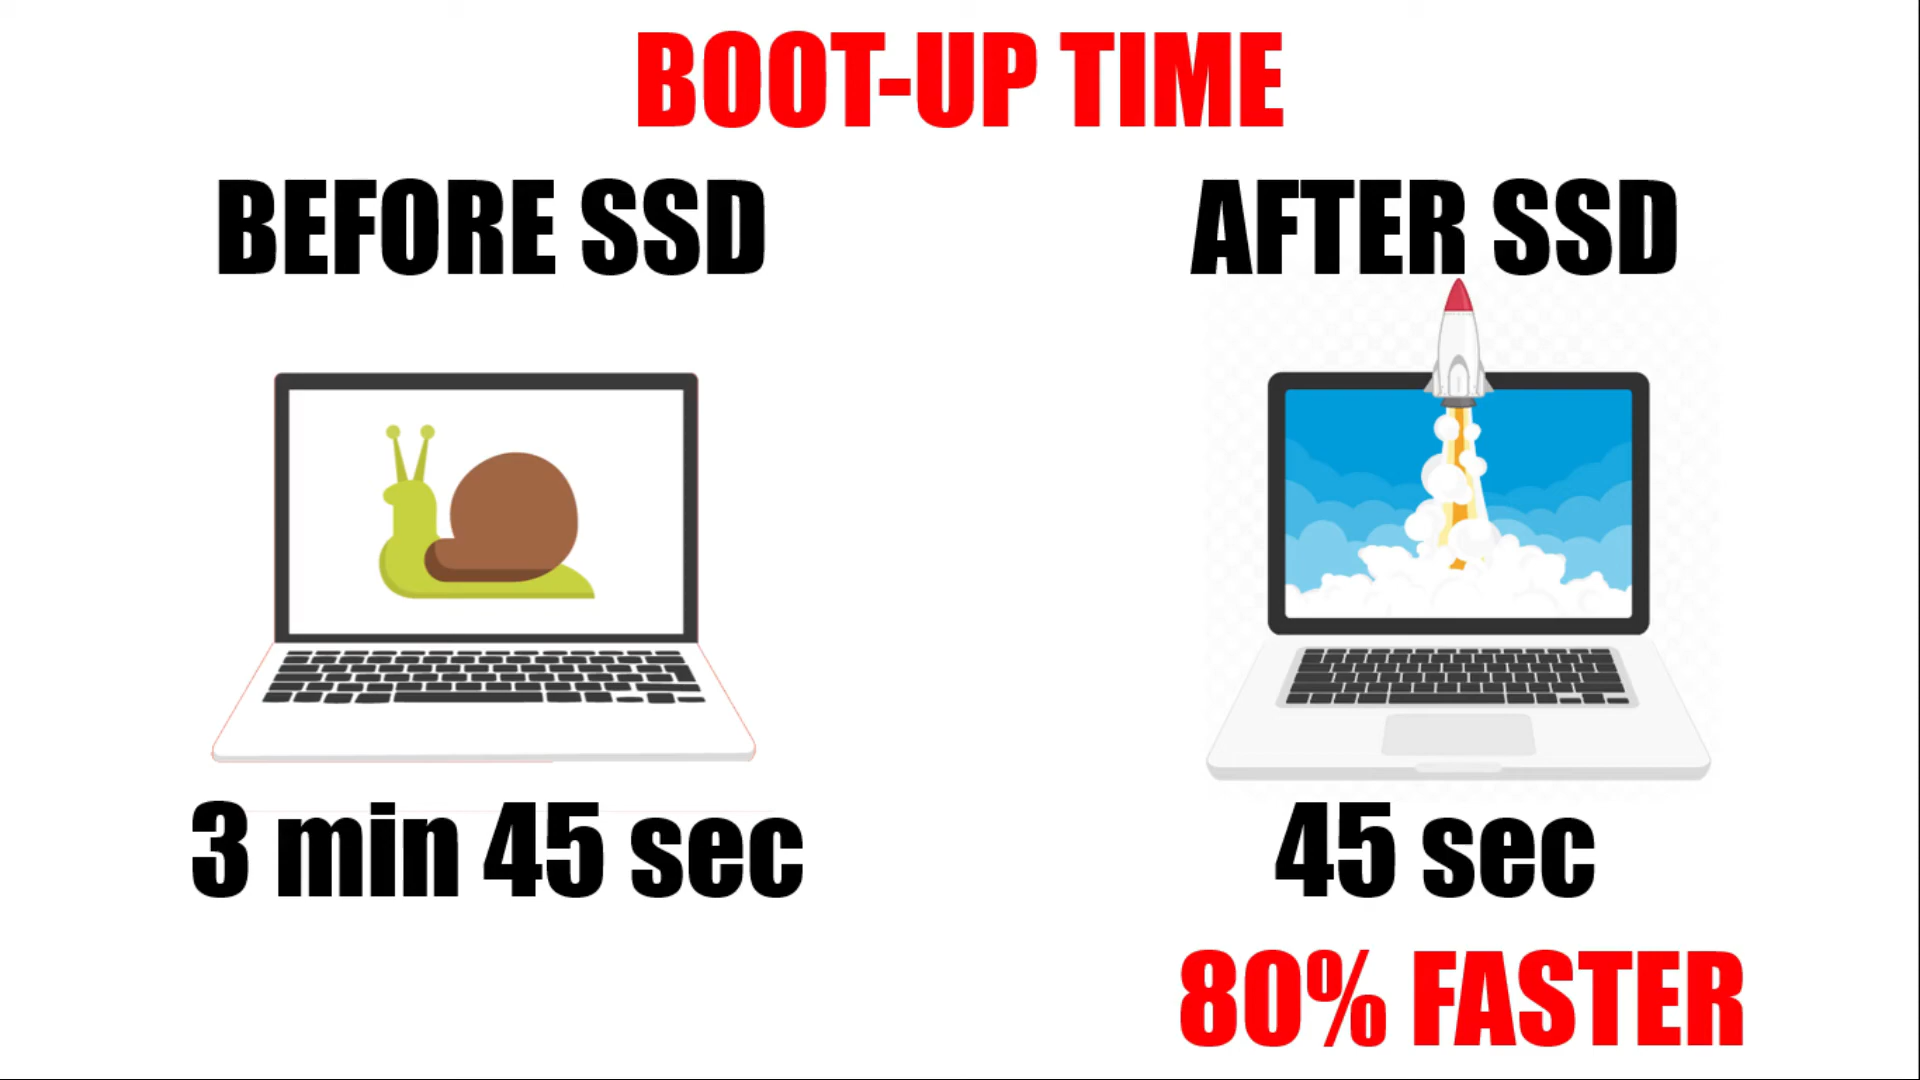 BOOT-UP TIME
BEFORE SSD
AFTER SSD
3 min 45 sec
45 sec
80% FASTER